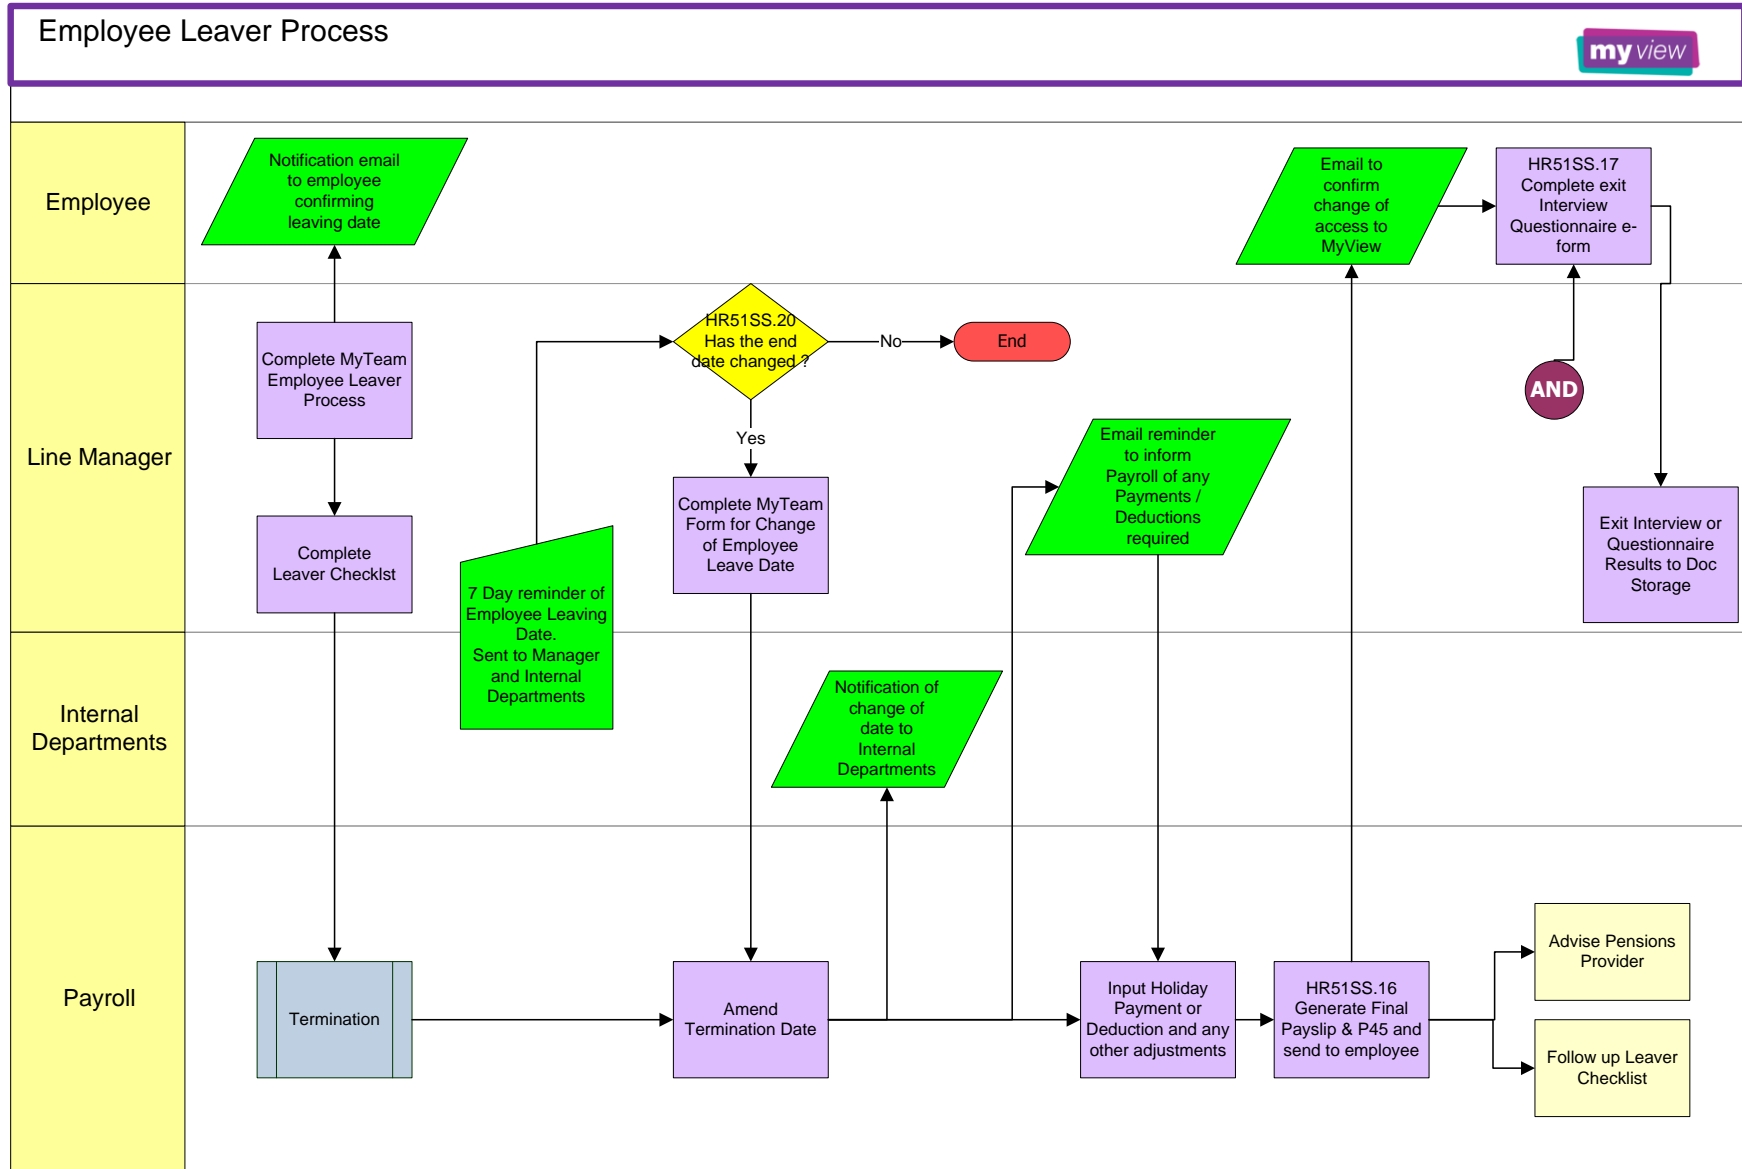 Employee Leaver Process
my view
Employee
Notification email
to employee
confirming
leaving date
Email to
confirm
change of
access to
MyView
HR51SS.17
Complete exit
Interview
Questionnaire e-
form
Line Manager
Complete MyTeam
Employee Leaver
Process
HR51SS.20
Has the end
date changed ?
No
End
Yes
AND
Complete
Leaver Checklst
7 Day reminder of
Employee Leaving
Date.
Sent to Manager
and Internal
Departments
Complete MyTeam
Form for Change
of Employee
Leave Date
Email reminder
to inform
Payroll of any
Payments /
Deductions
required
Exit Interview or
Questionnaire
Results to Doc
Storage
Internal
Departments
Notification of
change of
date to
Internal
Departments
Payroll
Termination
Amend
Termination Date
Input Holiday
Payment or
Deduction and any
other adjustments
HR51SS.16
Generate Final
Payslip & P45 and
send to employee
Advise Pensions
Provider
Follow up Leaver
Checklist